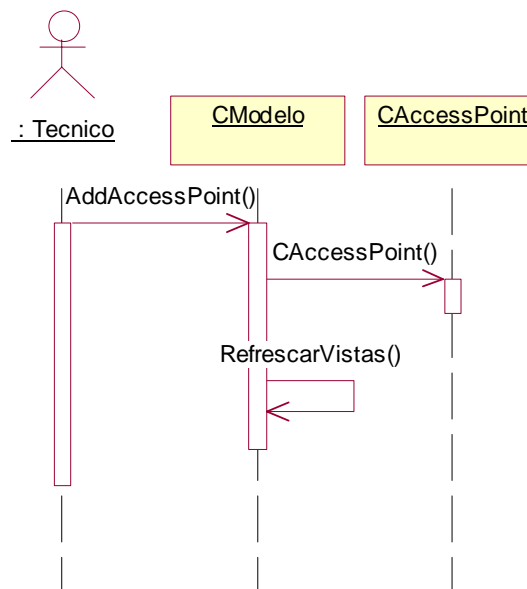 : Tecnico
CModelo
CAccessPoint
AddAccessPoint()
CAccessPoint()
RefrescarVistas()